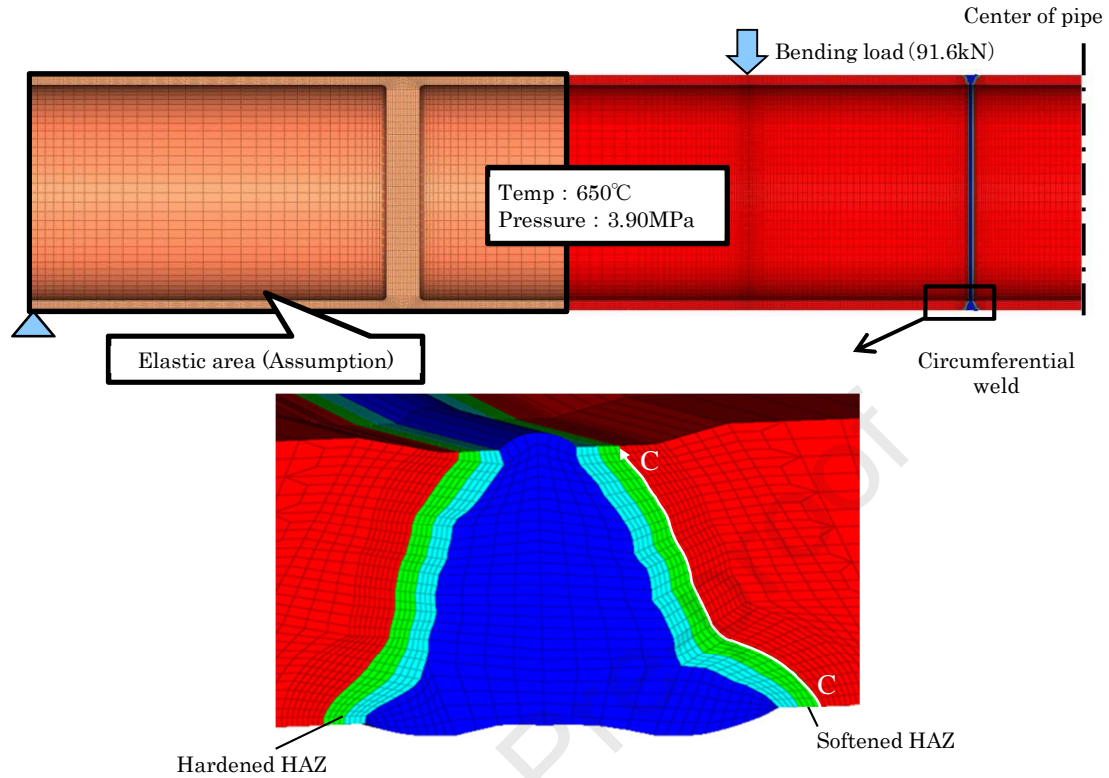 Center of pipe
Bending load（91.6kN）
Temp：650℃
Pressure：3.90MPa
Elastic area (Assumption)
Circumferential
weld
C
C
Softened HAZ
Hardened HAZ